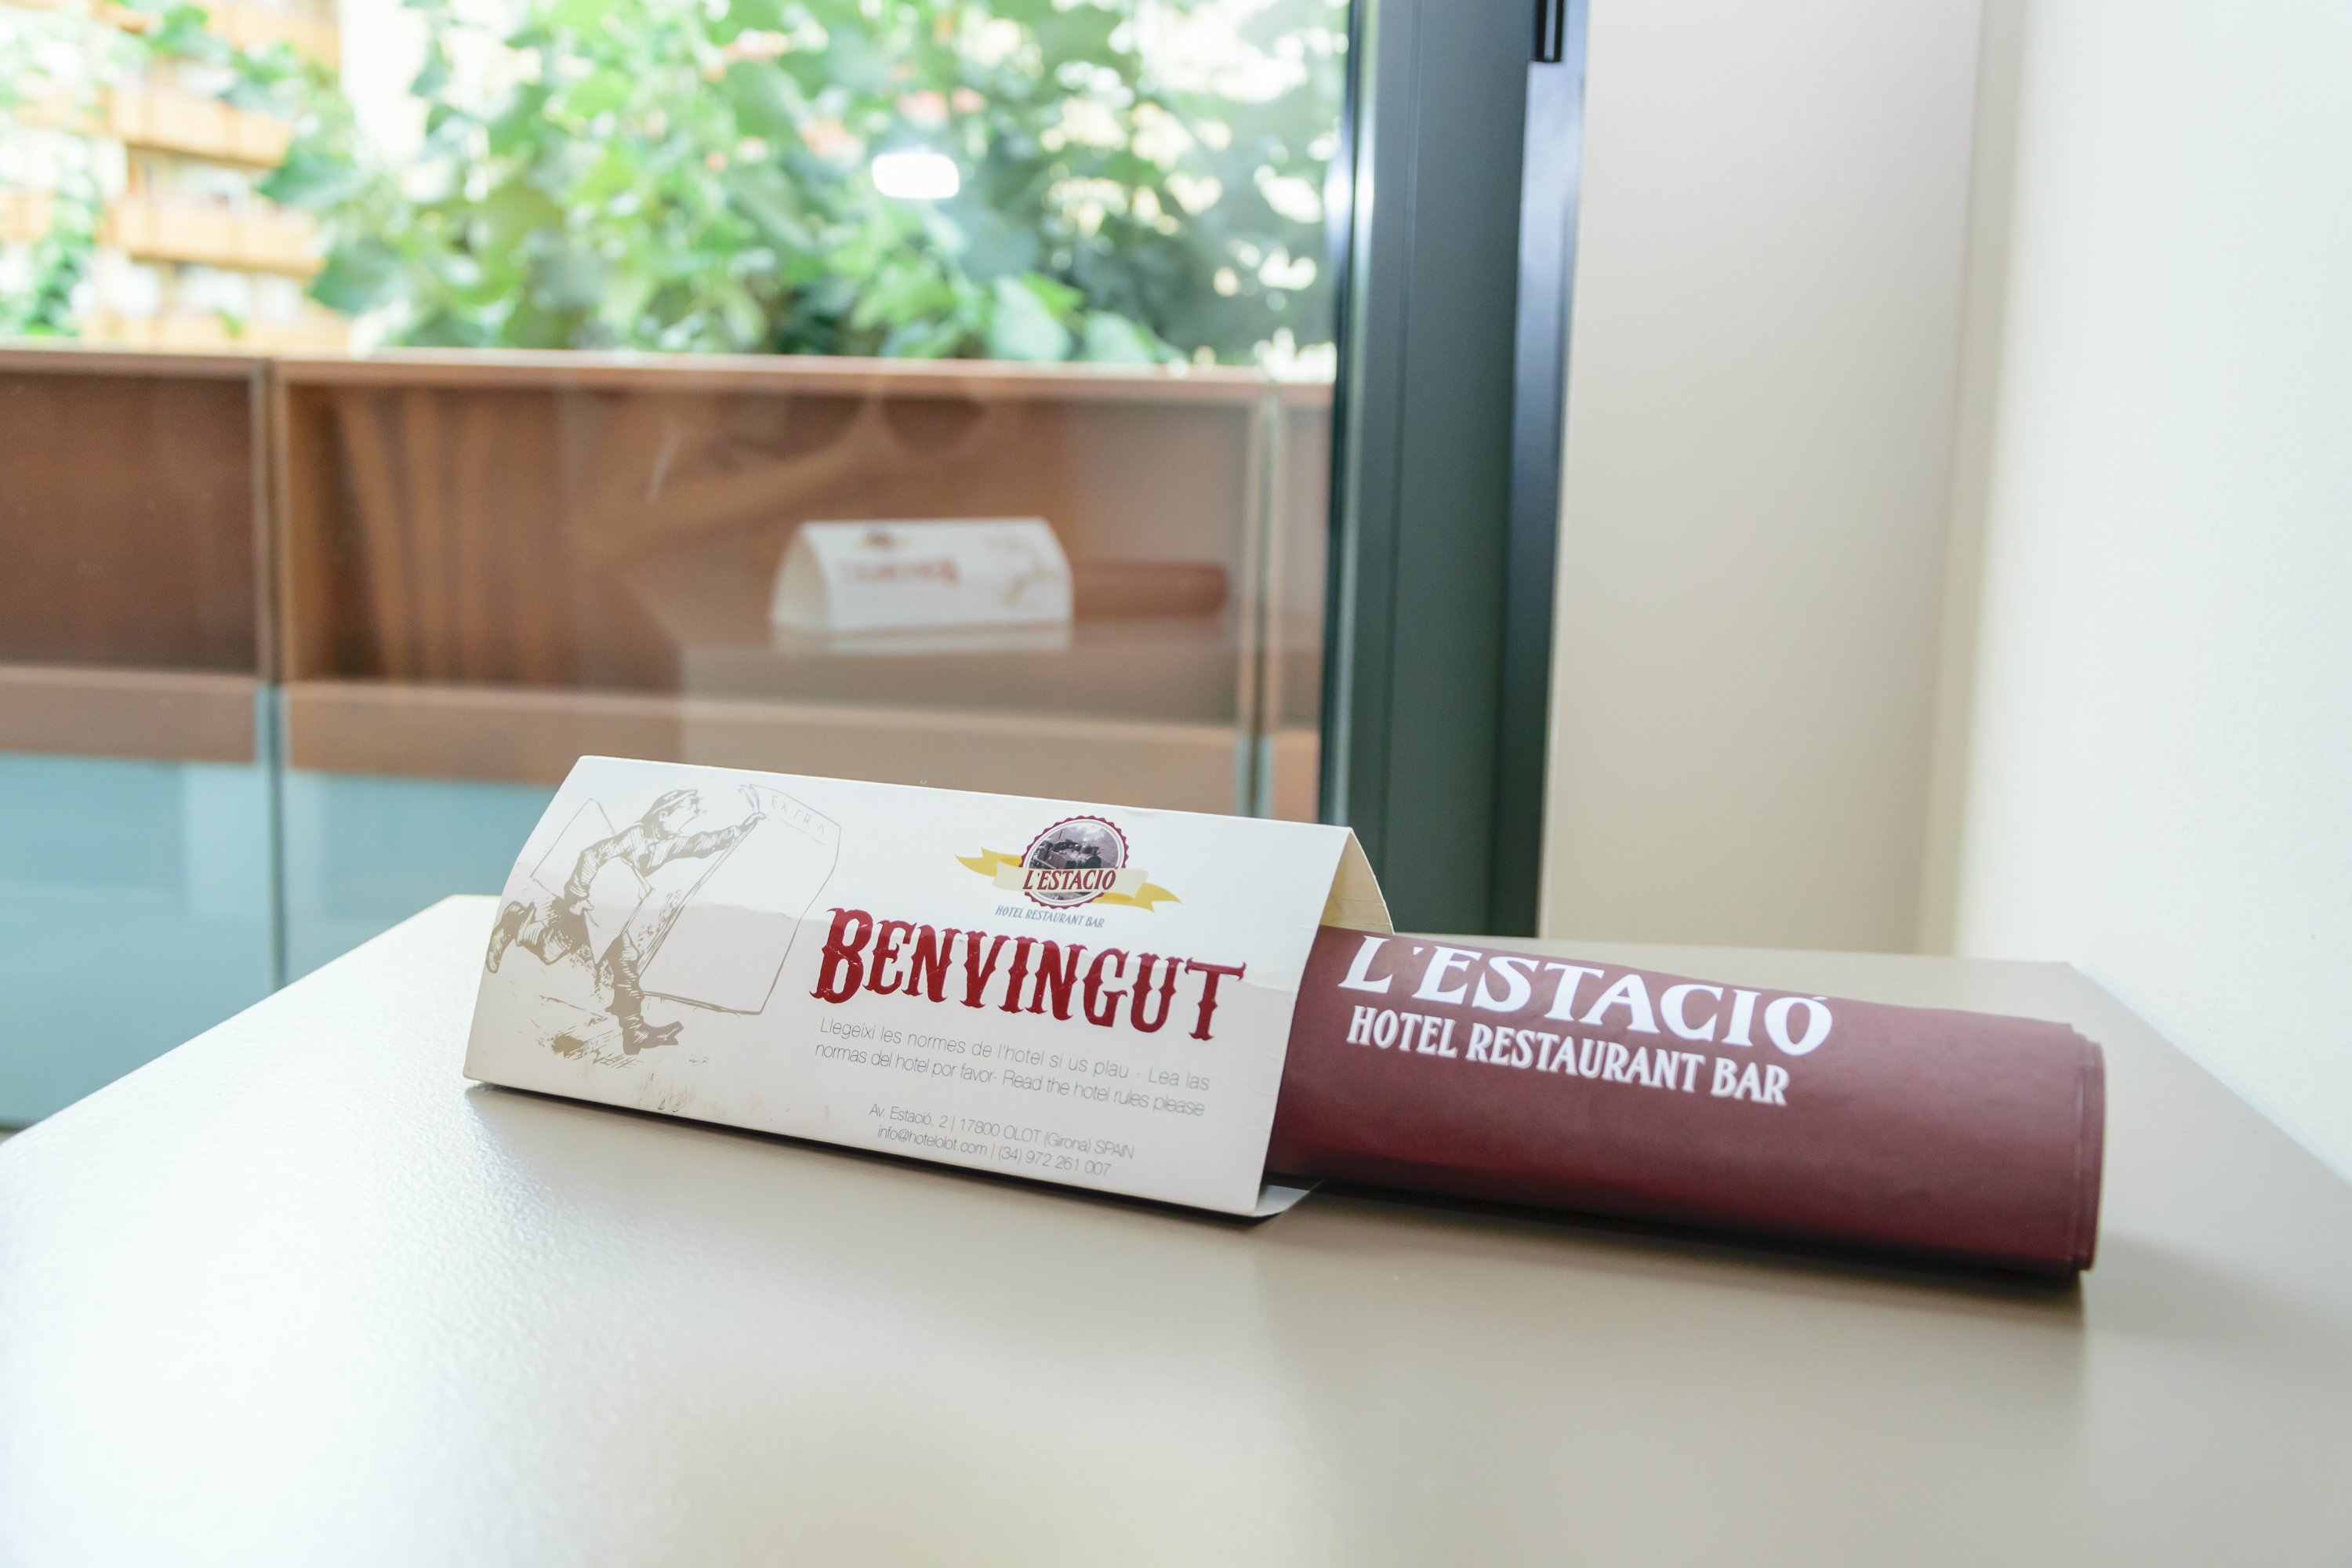 EXTRA
L'ESTACIÓ
HOTEL RESTAURANT BAR
BENVINGUT
Llegeixi les normes de l'hotel si us plau - Lea las
normas del hotel por favor- Read the hotel rules please
Av. Estació, 2 | 17800 OLOT (Girona) SPAIN
info@hotelolot.com | (34) 972 261 007
L'ESTACIÓ
HOTEL RESTAURANT BAR